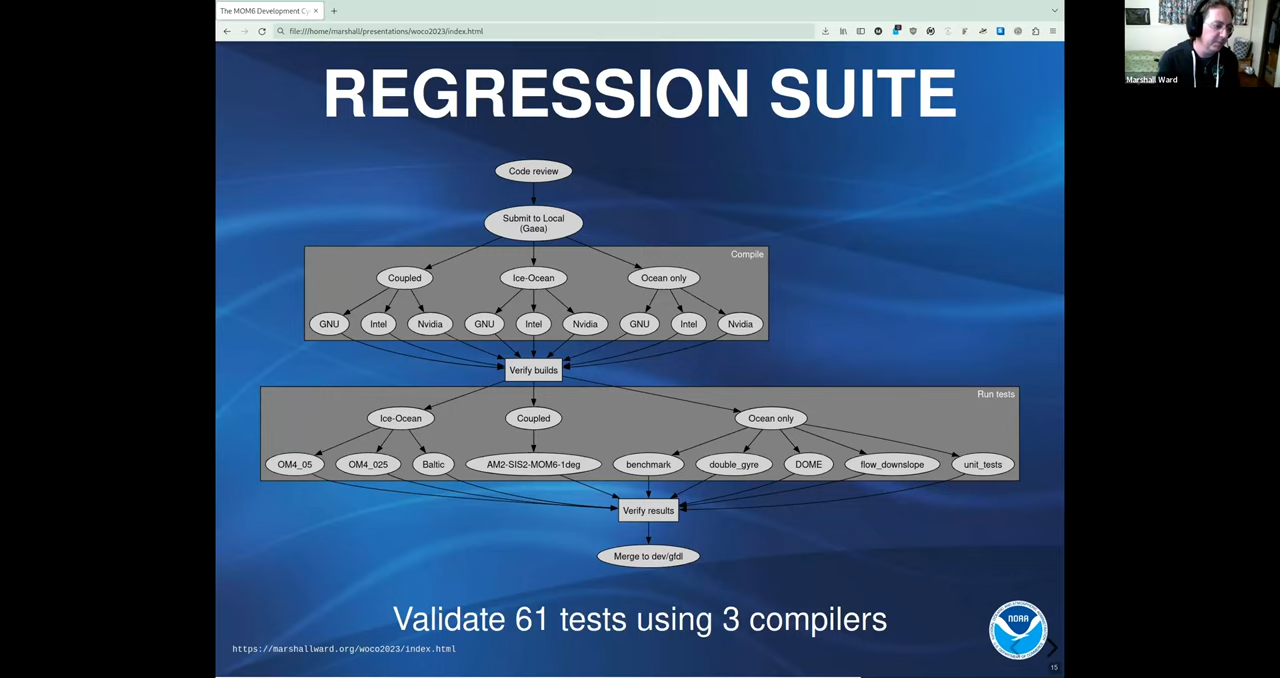 The MOM6 Development Cy
file:///home/marshall/presentations/woco2023/index.html
Marshall Ward
REGRESSION SUITE
Code review
Submit to Local
(Gaea)
Compile
Coupled
Ice-Ocean
Ocean only
GNU
Intel
Nvidia
GNU
Intel
Nvidia
GNU
Intel
Nvidia
Verify builds
Run tests
Ice-Ocean
Coupled
Ocean only
OM4_05
OM4_025
Baltic
AM2-SIS2-MOM6-1deg
benchmark
double_gyre
DOME
flow_downslope
unit_tests
Verify results
Merge to dev/gfdl
Validate 61 tests using 3 compilers
NOAA
https://marshallward.org/woco2023/index.html
15